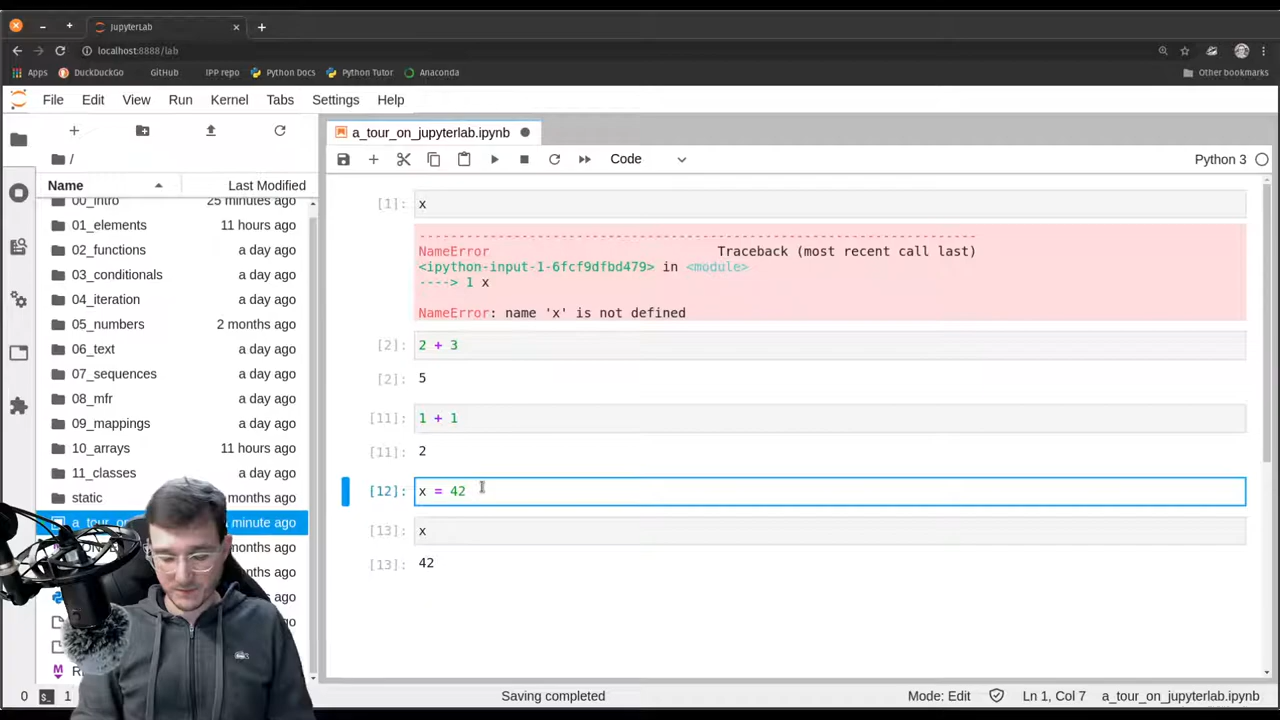 JupyterLab
localhost:8888/lab
Apps DuckDuckGo GitHub IPP repo Python Docs Python Tutor Anaconda Other bookmarks
File Edit View Run Kernel Tabs Settings Help
a_tour_on_jupyterlab.ipynb
/
Code Python 3
Name Last Modified
00_intro 25 minutes ago
01_elements 11 hours ago
02_functions a day ago
03_conditionals a day ago
04_iteration a day ago
05_numbers 2 months ago
06_text a day ago
07_sequences a day ago
08_mfr a day ago
09_mappings a day ago
10_arrays 11 hours ago
11_classes a day ago
static months ago
a_tour_on minute ago
months ago
months ago
ago
ago
ago
ago
[1]: x
--------------------------------------------------------------------------- 
NameError Traceback (most recent call last)
<ipython-input-1-6fcf9dfbd479> in <module>
----> 1 x
NameError: name 'x' is not defined
[2]: 2 + 3
[2]: 5
[11]: 1 + 1
[11]: 2
[12]: x = 42
[13]: x
[13]: 42
0 $_ 1 Saving completed Mode: Edit Ln 1, Col 7 a_tour_on_jupyterlab.ipynb